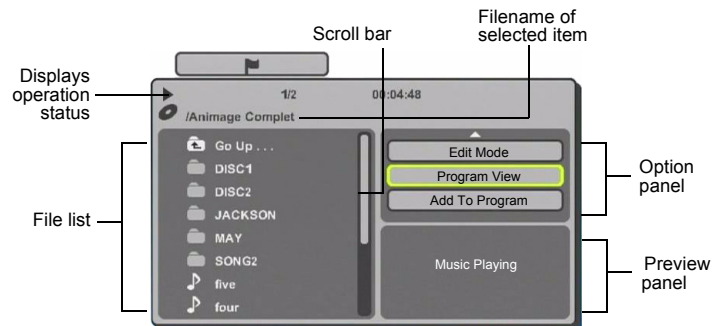 Filename of
selected item
Scroll bar
Displays
operation
status
1/2
00:04:48
/Animage Complet
Go Up . . .
DISC1
DISC2
JACKSON
MAY
SONG2
five
four
File list
Edit Mode
Program View
Add To Program
Option
panel
Music Playing
Preview
panel